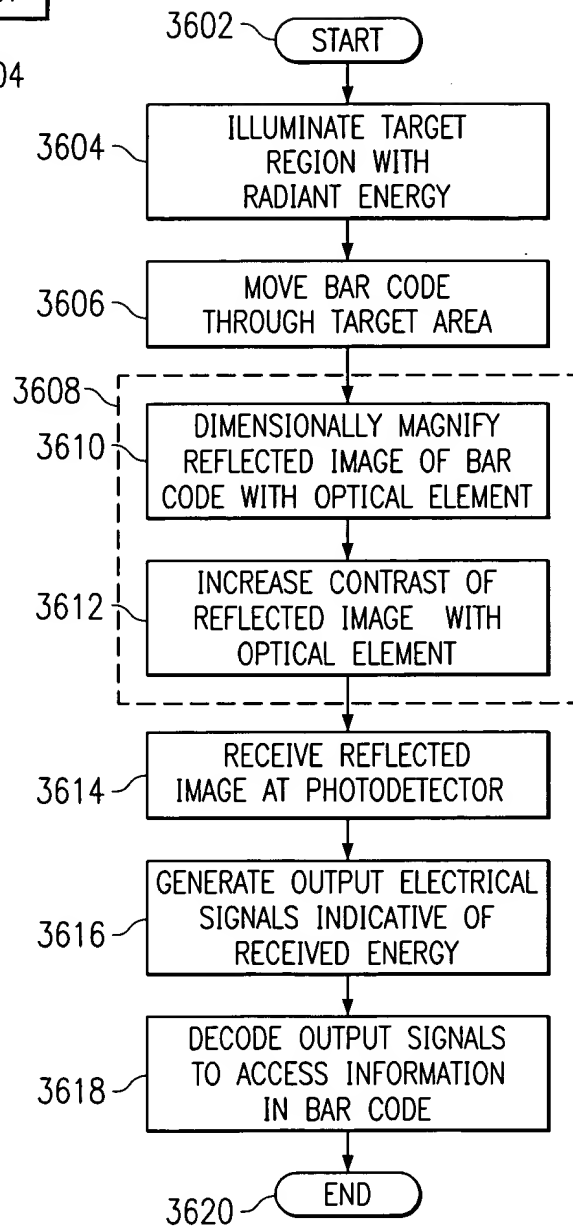 3602
START
04
3604
ILLUMINATE TARGET
REGION WITH
RADIANT ENERGY
3606
MOVE BAR CODE
THROUGH TARGET AREA
3608
3610
DIMENSIONALLY MAGNIFY
REFLECTED IMAGE OF BAR
CODE WITH OPTICAL ELEMENT
3612
INCREASE CONTRAST OF
REFLECTED IMAGE WITH
OPTICAL ELEMENT
3614
RECEIVE REFLECTED
IMAGE AT PHOTODETECTOR
3616
GENERATE OUTPUT ELECTRICAL
SIGNALS INDICATIVE OF
RECEIVED ENERGY
3618
DECODE OUTPUT SIGNALS
TO ACCESS INFORMATION
IN BAR CODE
3620
END